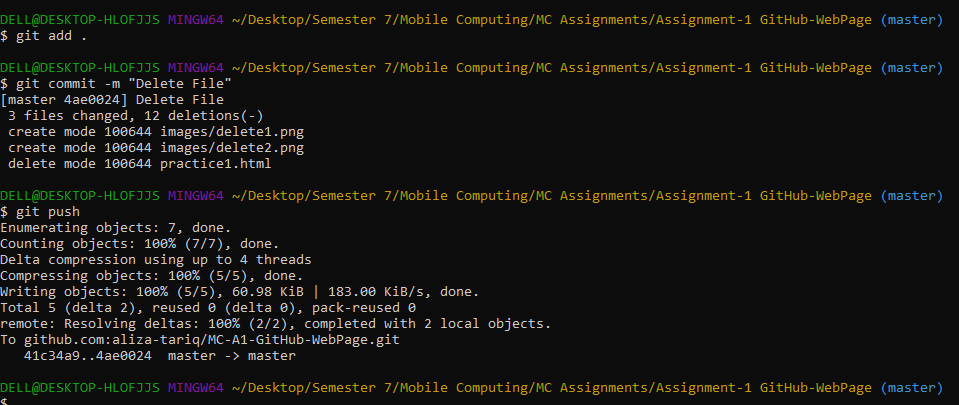 DELL@DESKTOP-HLOFJJS MINGW64 ~/Desktop/Semester 7/Mobile Computing/MC Assignments/Assignment-1 GitHub-WebPage (master)
$ git add .
DELL@DESKTOP-HLOFJJS MINGW64 ~/Desktop/Semester 7/Mobile Computing/MC Assignments/Assignment-1 GitHub-WebPage (master)
$ git commit -m "Delete File"
[master 4ae0024] Delete File
 3 files changed, 12 deletions(-)
 create mode 100644 images/delete1.png
 create mode 100644 images/delete2.png
 delete mode 100644 practice1.html
DELL@DESKTOP-HLOFJJS MINGW64 ~/Desktop/Semester 7/Mobile Computing/MC Assignments/Assignment-1 GitHub-WebPage (master)
$ git push
Enumerating objects: 7, done.
Counting objects: 100% (7/7), done.
Delta compression using up to 4 threads
Compressing objects: 100% (5/5), done.
Writing objects: 100% (5/5), 60.98 KiB | 183.00 KiB/s, done.
Total 5 (delta 2), reused 0 (delta 0), pack-reused 0
remote: Resolving deltas: 100% (2/2), completed with 2 local objects.
To github.com:aliza-tariq/MC-A1-GitHub-WebPage.git
   41c34a9..4ae0024  master -> master
DELL@DESKTOP-HLOFJJS MINGW64 ~/Desktop/Semester 7/Mobile Computing/MC Assignments/Assignment-1 GitHub-WebPage (master)
$